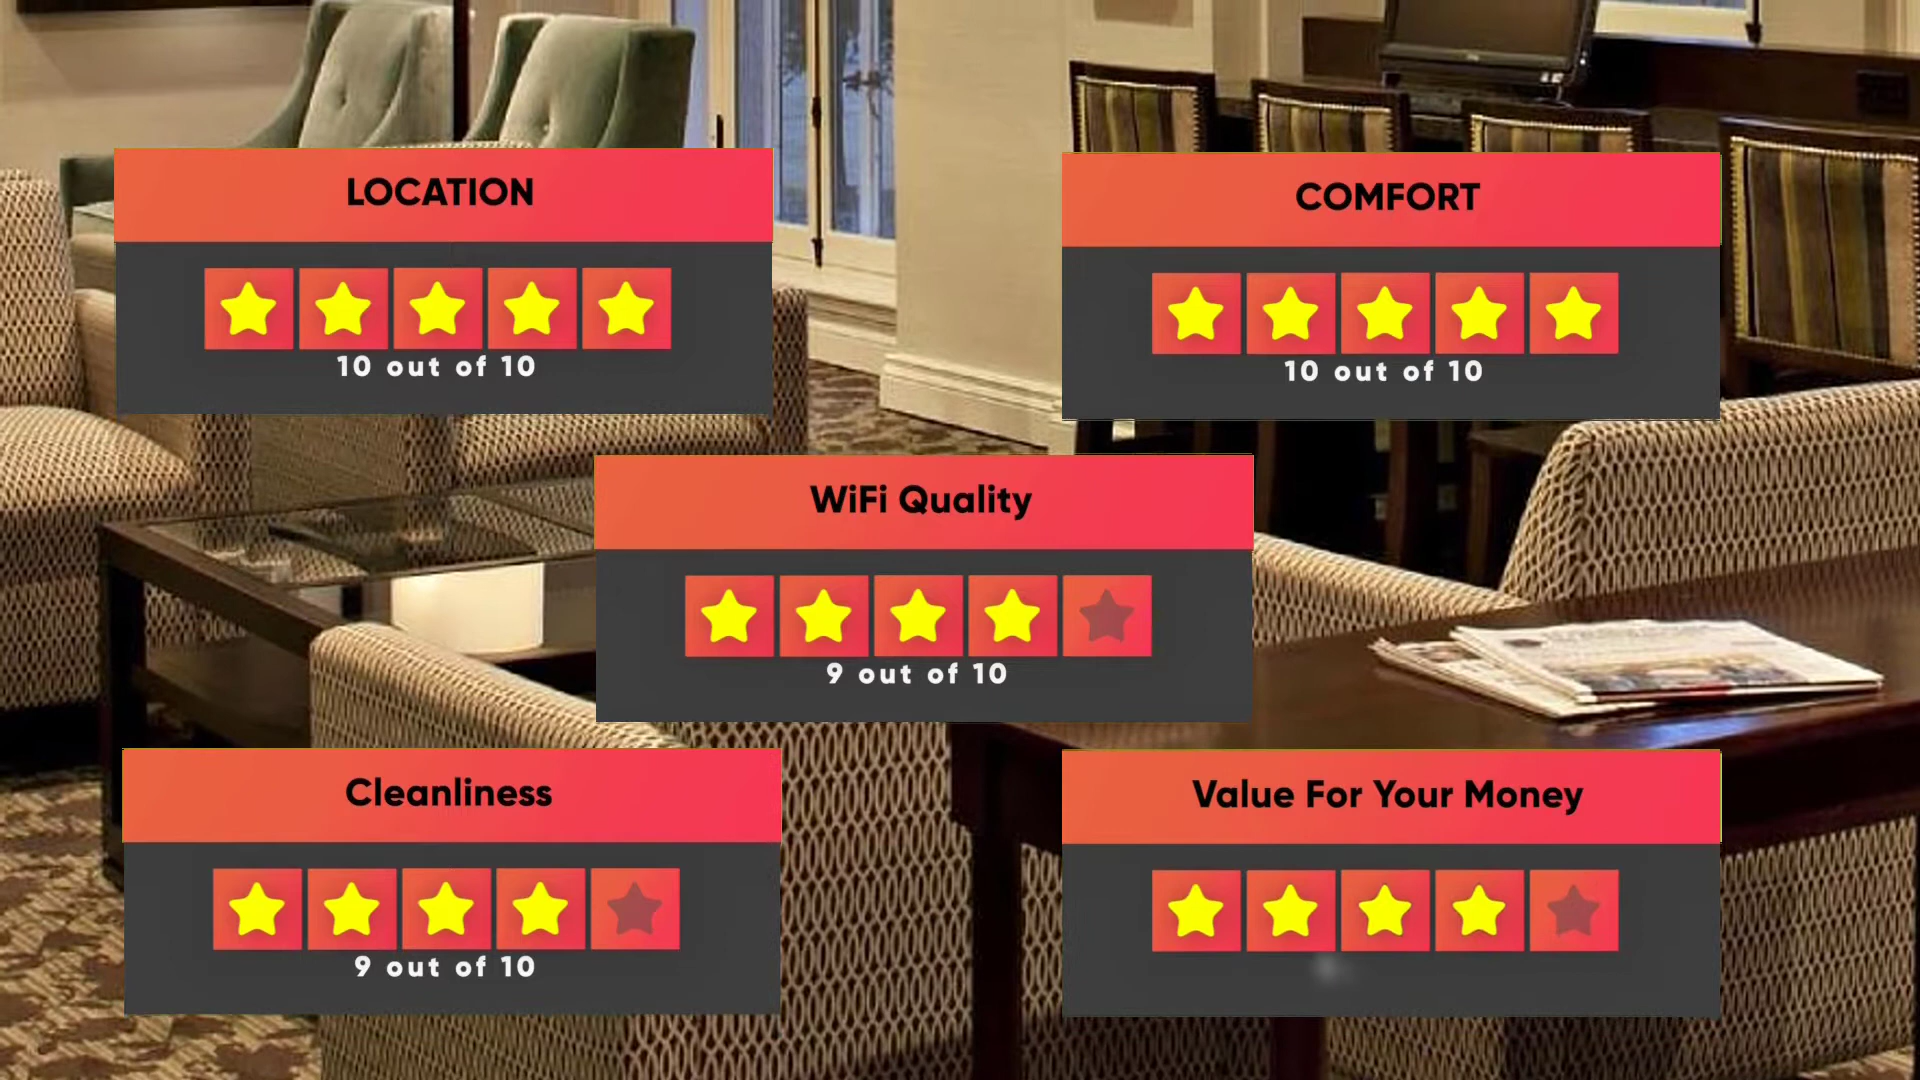 LOCATION
10 out of 10
COMFORT
10 out of 10
WiFi Quality
9 out of 10
Cleanliness
9 out of 10
Value For Your Money